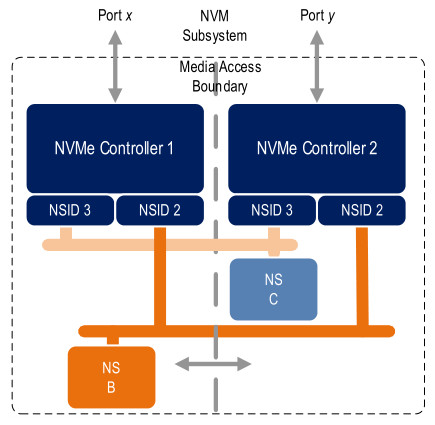 Port x
NVM
Subsystem
Port y
Media Access
Boundary
NVMe Controller 1
NVMe Controller 2
NSID 3
NSID 2
NSID 3
NSID 2
NS
C
NS
B